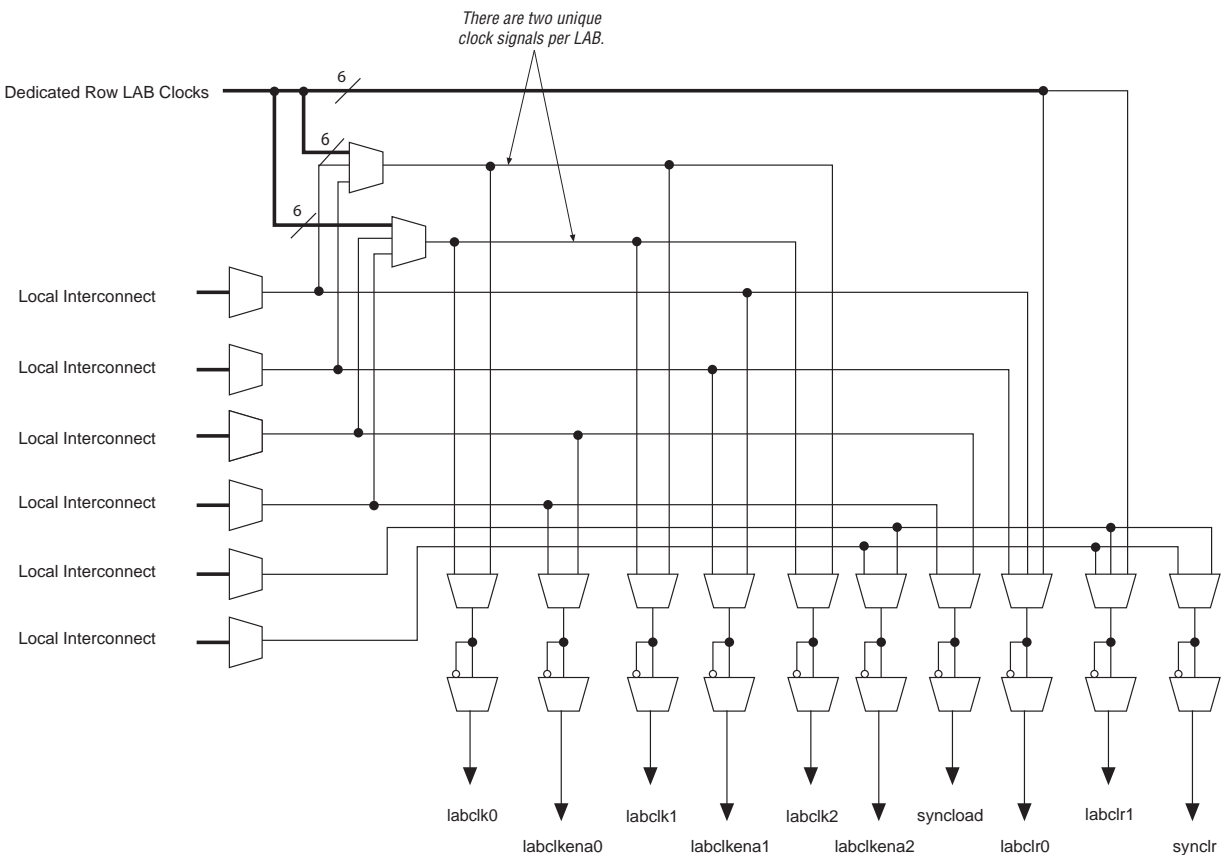 There are two unique
clock signals per LAB.
6
Dedicated Row LAB Clocks
6
6
Local Interconnect
Local Interconnect
Local Interconnect
Local Interconnect
Local Interconnect
Local Interconnect
labclk0
labclk1
labclk2
syncload
labclr1
labclkena0
labclkena1
labclkena2
labclr0
synclr